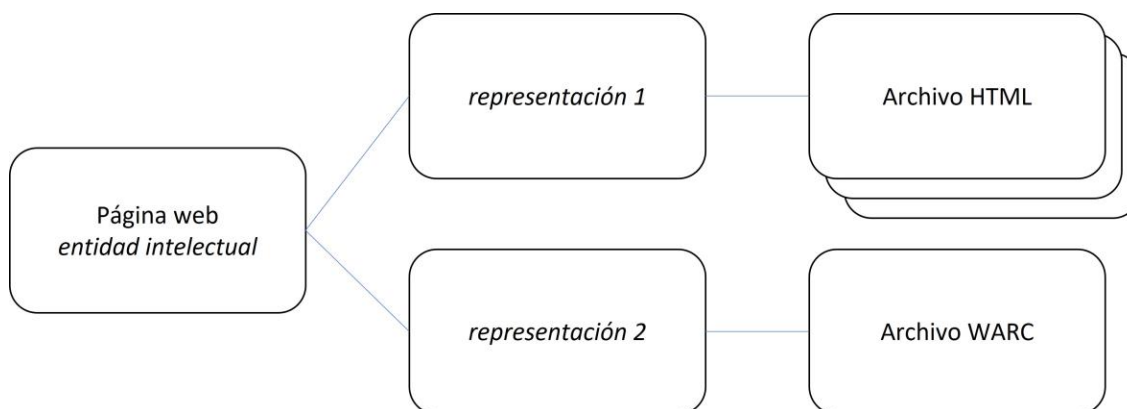 Página web
entidad intelectual
representación 1
Archivo HTML
representación 2
Archivo WARC